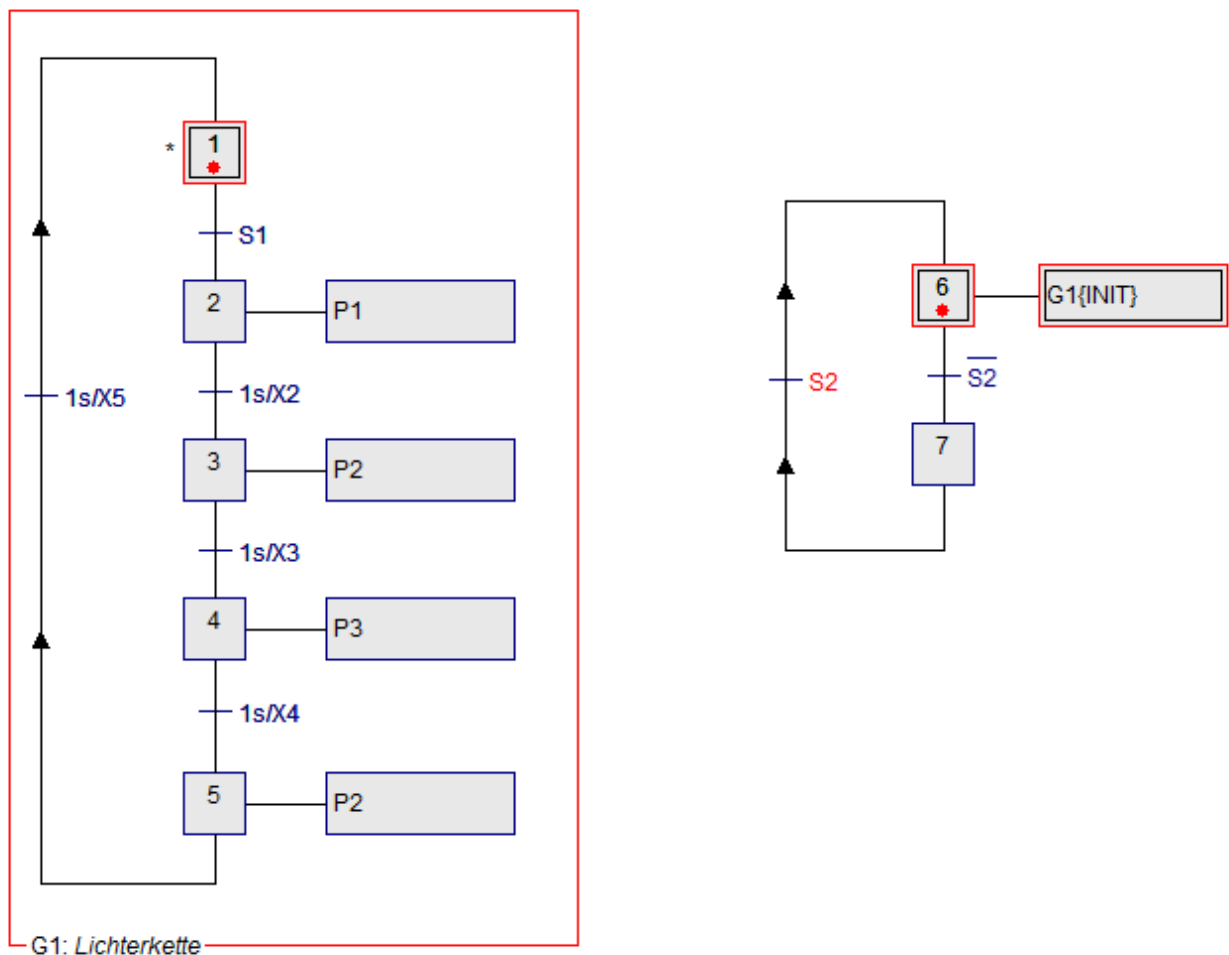 *
1
S1
2
P1
1s/X2
1s/X5
3
P2
1s/X3
4
P3
1s/X4
5
P2
G1: Lichterkette
6
G1{INIT}
S2
S̅2̅
7